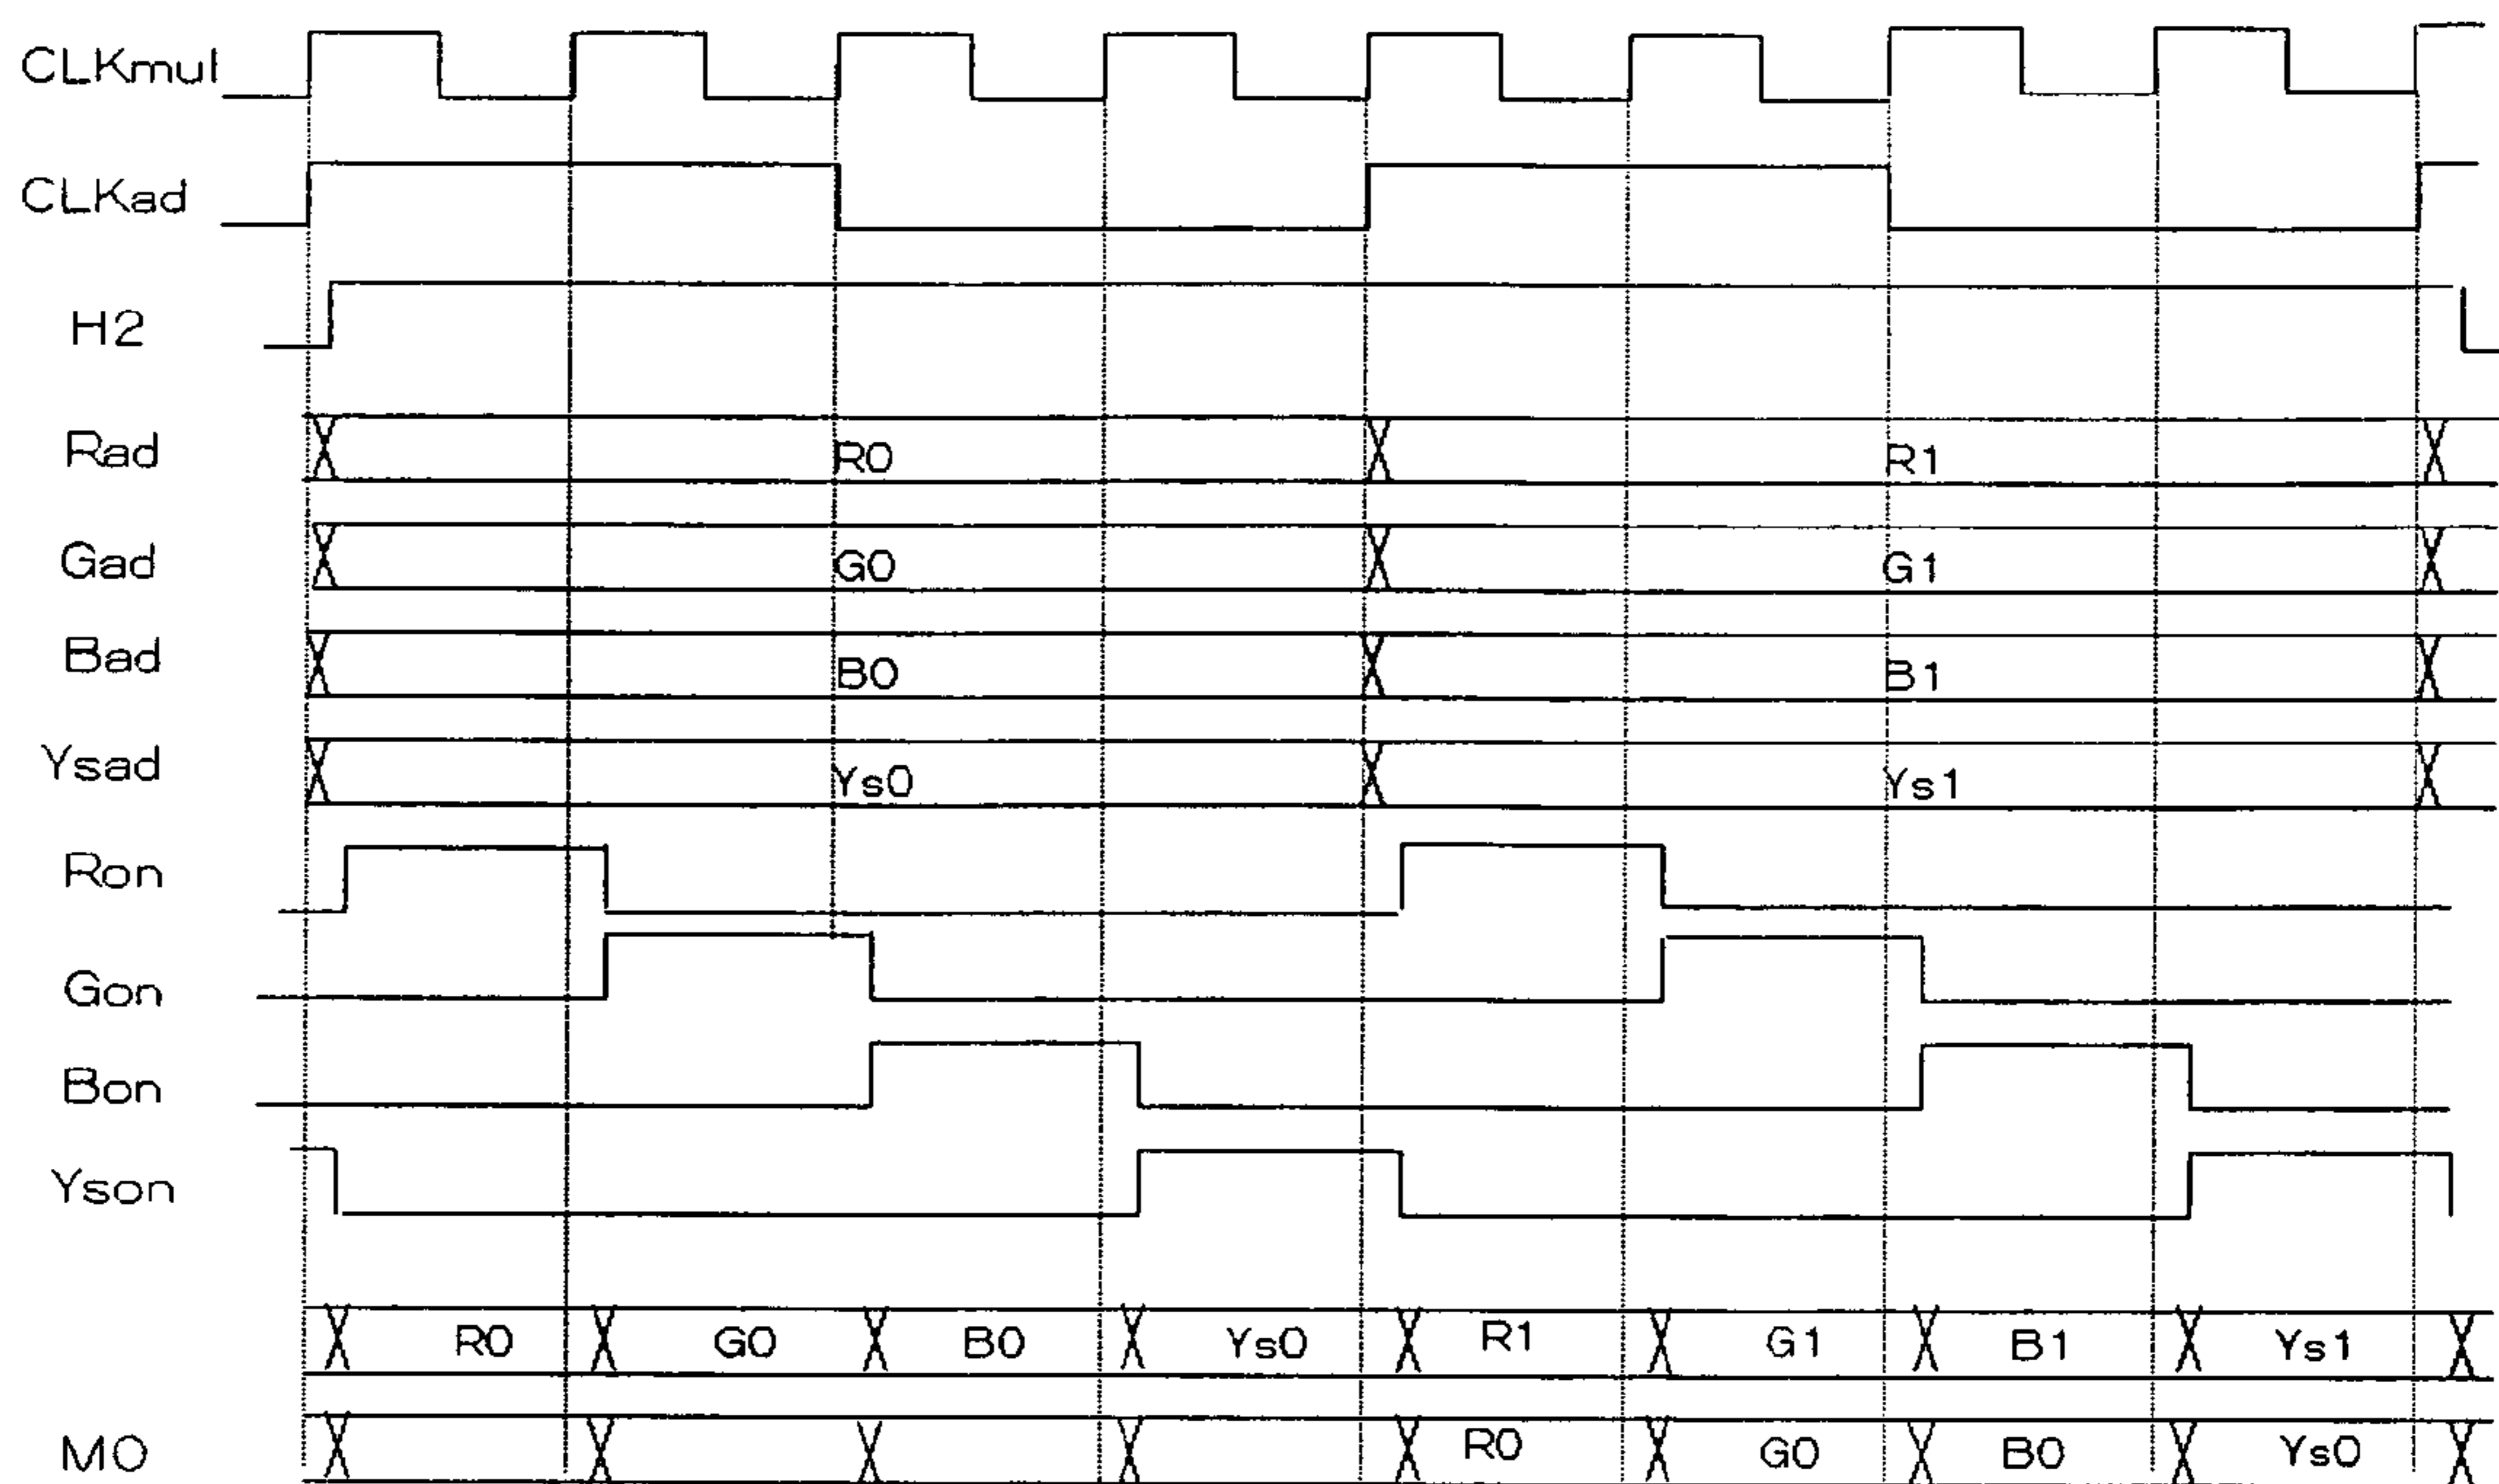 CLKmul
CLKad
H2
Rad R0 R1
Gad G0 G1
Bad B0 B1
Ysad Ys0 Ys1
Ron
Gon
Bon
Yson
R0 G0 B0 Ys0 R1 G1 B1 Ys1
MO R0 G0 B0 Ys0